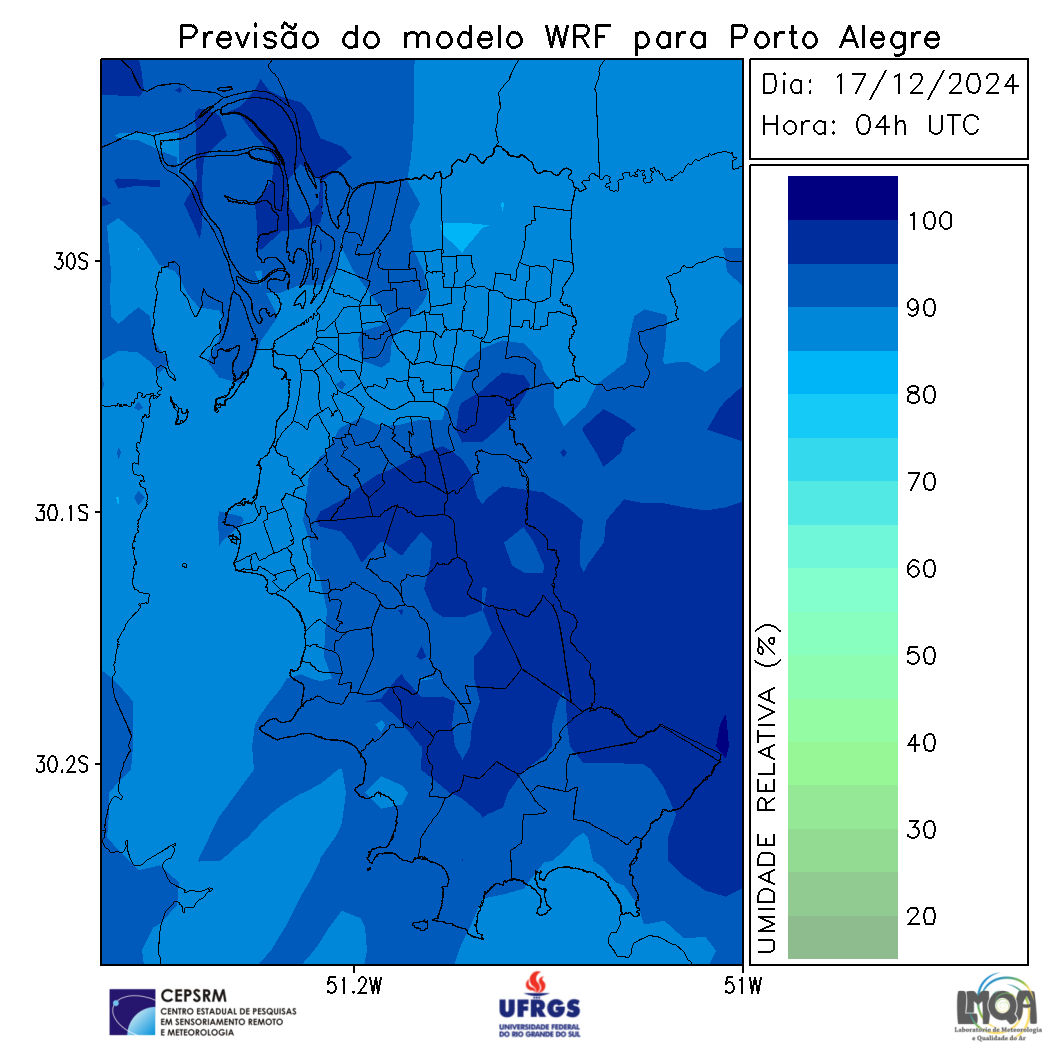 Previsão do modelo WRF para Porto Alegre
Dia: 17/12/2024
Hora: 04h UTC
30S
30.1S
30.2S
51.2W
51W
100
90
80
70
60
50
40
30
20
UMIDADE RELATIVA (%)
CEPSRM
CENTRO ESTADUAL DE PESQUISAS
EM SENSORIAMENTO REMOTO
E METEOROLOGIA
UFRGS
UNIVERSIDADE FEDERAL
DO RIO GRANDE DO SUL
LMQA
Laboratório de Meteorologia
e Qualidade do Ar